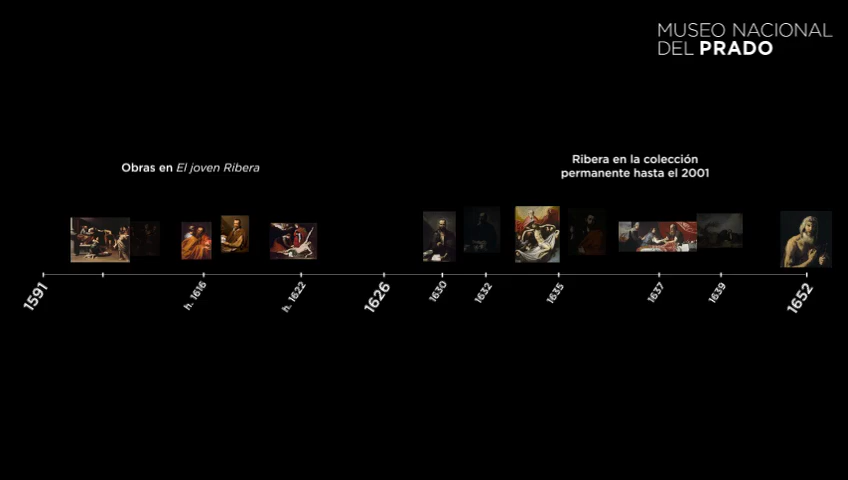 MUSEO NACIONAL
DEL PRADO
Obras en El joven Ribera
Ribera en la colección
permanente hasta el 2001
1591
h. 1616
h. 1622
1626
1630
1632
1635
1637
1639
1652